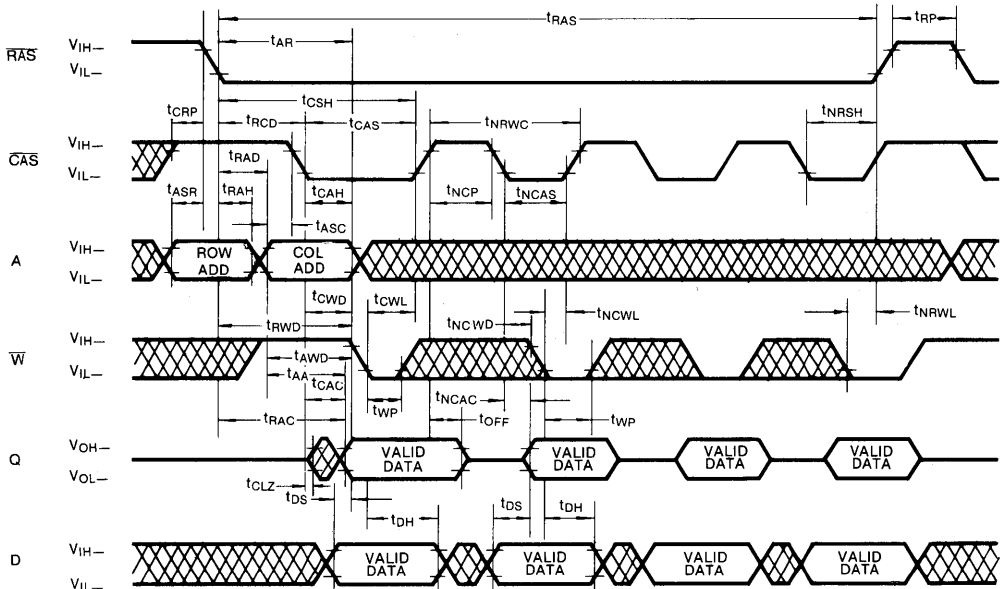 tRAS
tRP
tAR
RAS
VIH
VIL
tCSH
tCRP
tRCD
tCAS
tNRWC
tNRSH
CAS
VIH
VIL
tRAD
tASR
tRAH
tCAH
tNCP
tNCAS
tASC
A
VIH
VIL
ROW ADD
COL ADD
tCWD
tCWL
tNCWD
tNCWL
tNRWL
tRWD
W
VIH
VIL
tAWD
tAA
tCAC
tWP
tNCAC
tOFF
tWP
tRAC
Q
VOH
VOL
VALID DATA
VALID DATA
VALID DATA
VALID DATA
tCLZ
tDS
tDH
tDS
tDH
D
VIH
VIL
VALID DATA
VALID DATA
VALID DATA
VALID DATA